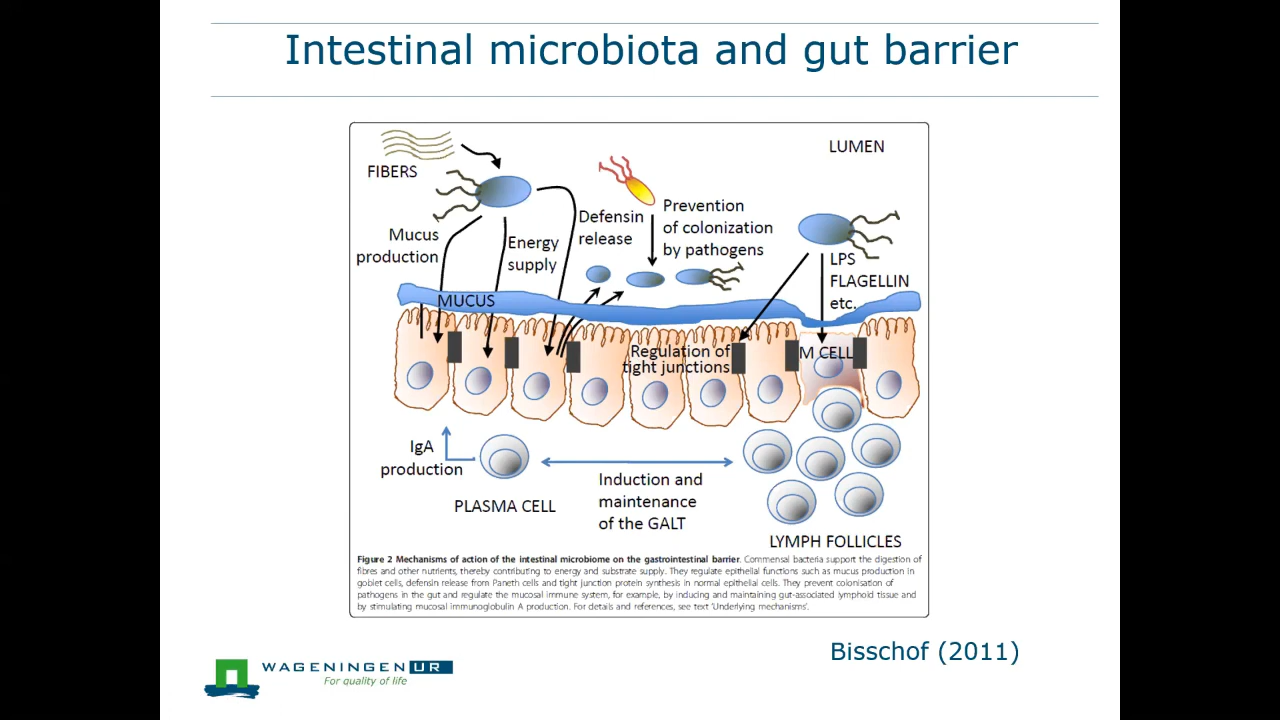 Intestinal microbiota and gut barrier
LUMEN
FIBERS
Mucus
production
Energy
supply
Defensin
release
Prevention
of colonization
by pathogens
LPS
FLAGELLIN
etc.
MUCUS
Regulation of
tight junctions
M CELL
IgA
production
PLASMA CELL
Induction and
maintenance
of the GALT
LYMPH FOLLICLES
Figure 2 Mechanisms of action of the intestinal microbiome on the gastrointestinal barrier. Commensal bacteria support the digestion of
fibres and other nutrients, thereby contributing to energy and substrate supply. They regulate epithelial functions such as mucus production in
goblet cells, defensin release from Paneth cells and tight junction protein synthesis in normal epithelial cells. They prevent colonisation of
pathogens in the gut and regulate the mucosal immune system, for example, by inducing and maintaining gut-associated lymphoid tissue and
by stimulating mucosal immunoglobulin A production. For details and references, see text 'Underlying mechanisms'.
Bisschof (2011)
WAGENINGEN UR
For quality of life